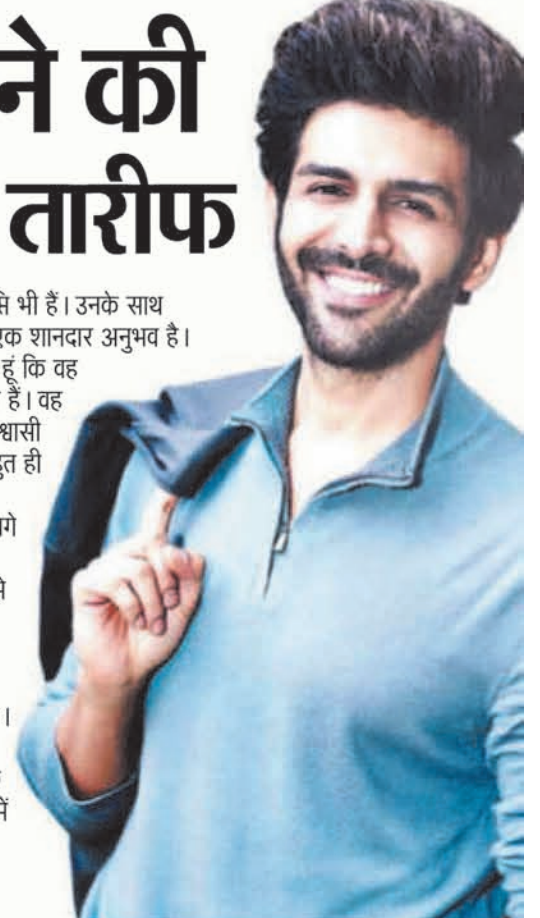 ने की
तारीफ
भी हैं। उनके साथ
एक शानदार अनुभव है।
हूं कि वह
हैं। वह
ही
में